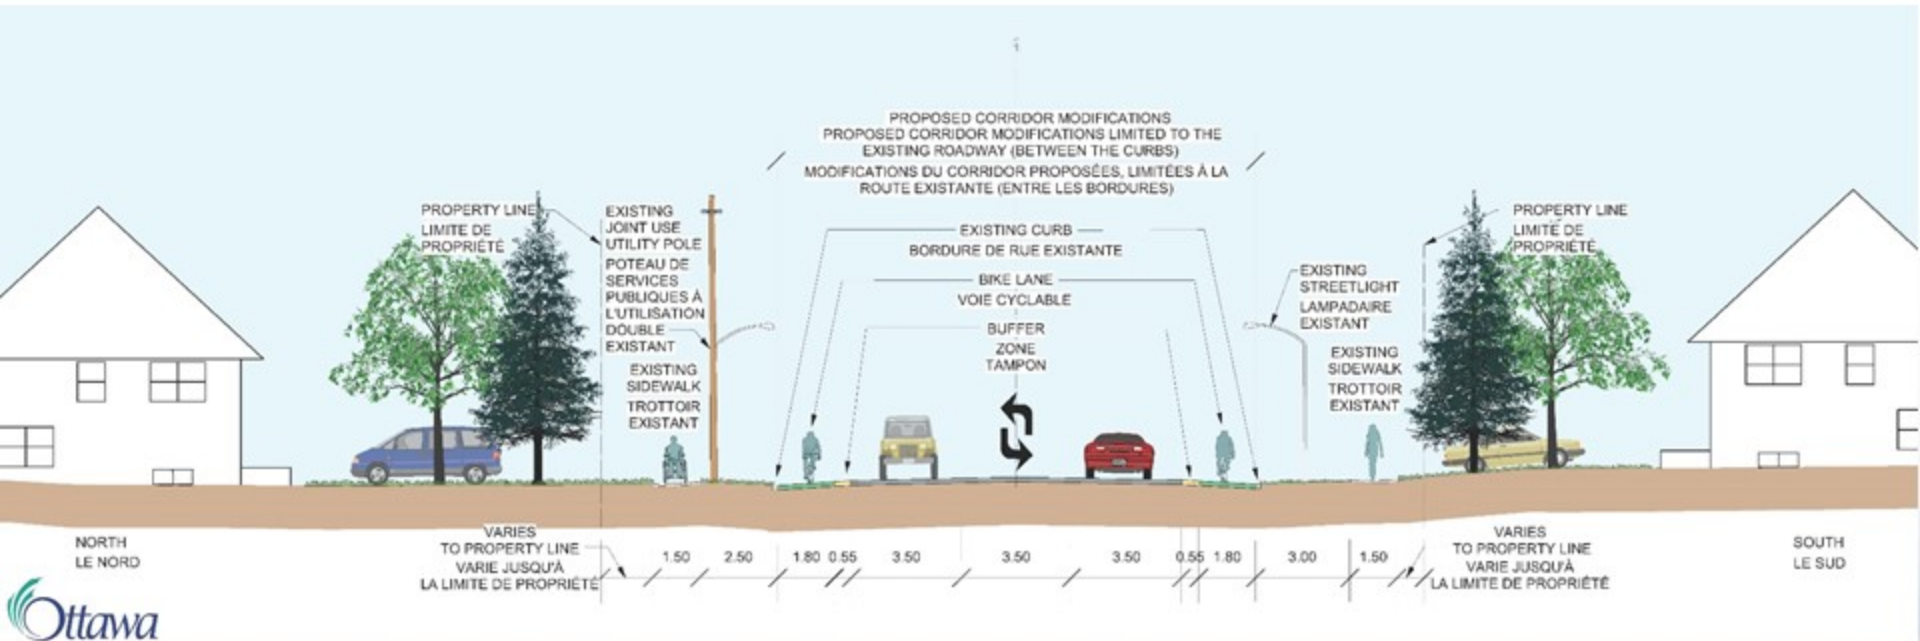 PROPOSED CORRIDOR MODIFICATIONS
PROPOSED CORRIDOR MODIFICATIONS LIMITED TO THE
EXISTING ROADWAY (BETWEEN THE CURBS)
MODIFICATIONS DU CORRIDOR PROPOSÉES, LIMITÉES À LA
ROUTE EXISTANTE (ENTRE LES BORDURES)
PROPERTY LINE
LIMITE DE
PROPRIÉTÉ
EXISTING
JOINT USE
UTILITY POLE
POTEAU DE
SERVICES
PUBLIQUES À
L'UTILISATION
DOUBLE
EXISTANT
EXISTING
SIDEWALK
TROTTOIR
EXISTANT
EXISTING CURB
BORDURE DE RUE EXISTANTE
BIKE LANE
VOIE CYCLABLE
BUFFER
ZONE
TAMPON
EXISTING
STREETLIGHT
LAMPADAIRE
EXISTANT
EXISTING
SIDEWALK
TROTTOIR
EXISTANT
PROPERTY LINE
LIMITE DE
PROPRIÉTÉ
NORTH
LE NORD
VARIES
TO PROPERTY LINE
VARIE JUSQU'À
LA LIMITE DE PROPRIÉTÉ
1.50 2.50 1.80 0.55 3.50 3.50 3.50 0.55 1.80 3.00 1.50
VARIES
TO PROPERTY LINE
VARIE JUSQU'À
LA LIMITE DE PROPRIÉTÉ
SOUTH
LE SUD
Ottawa